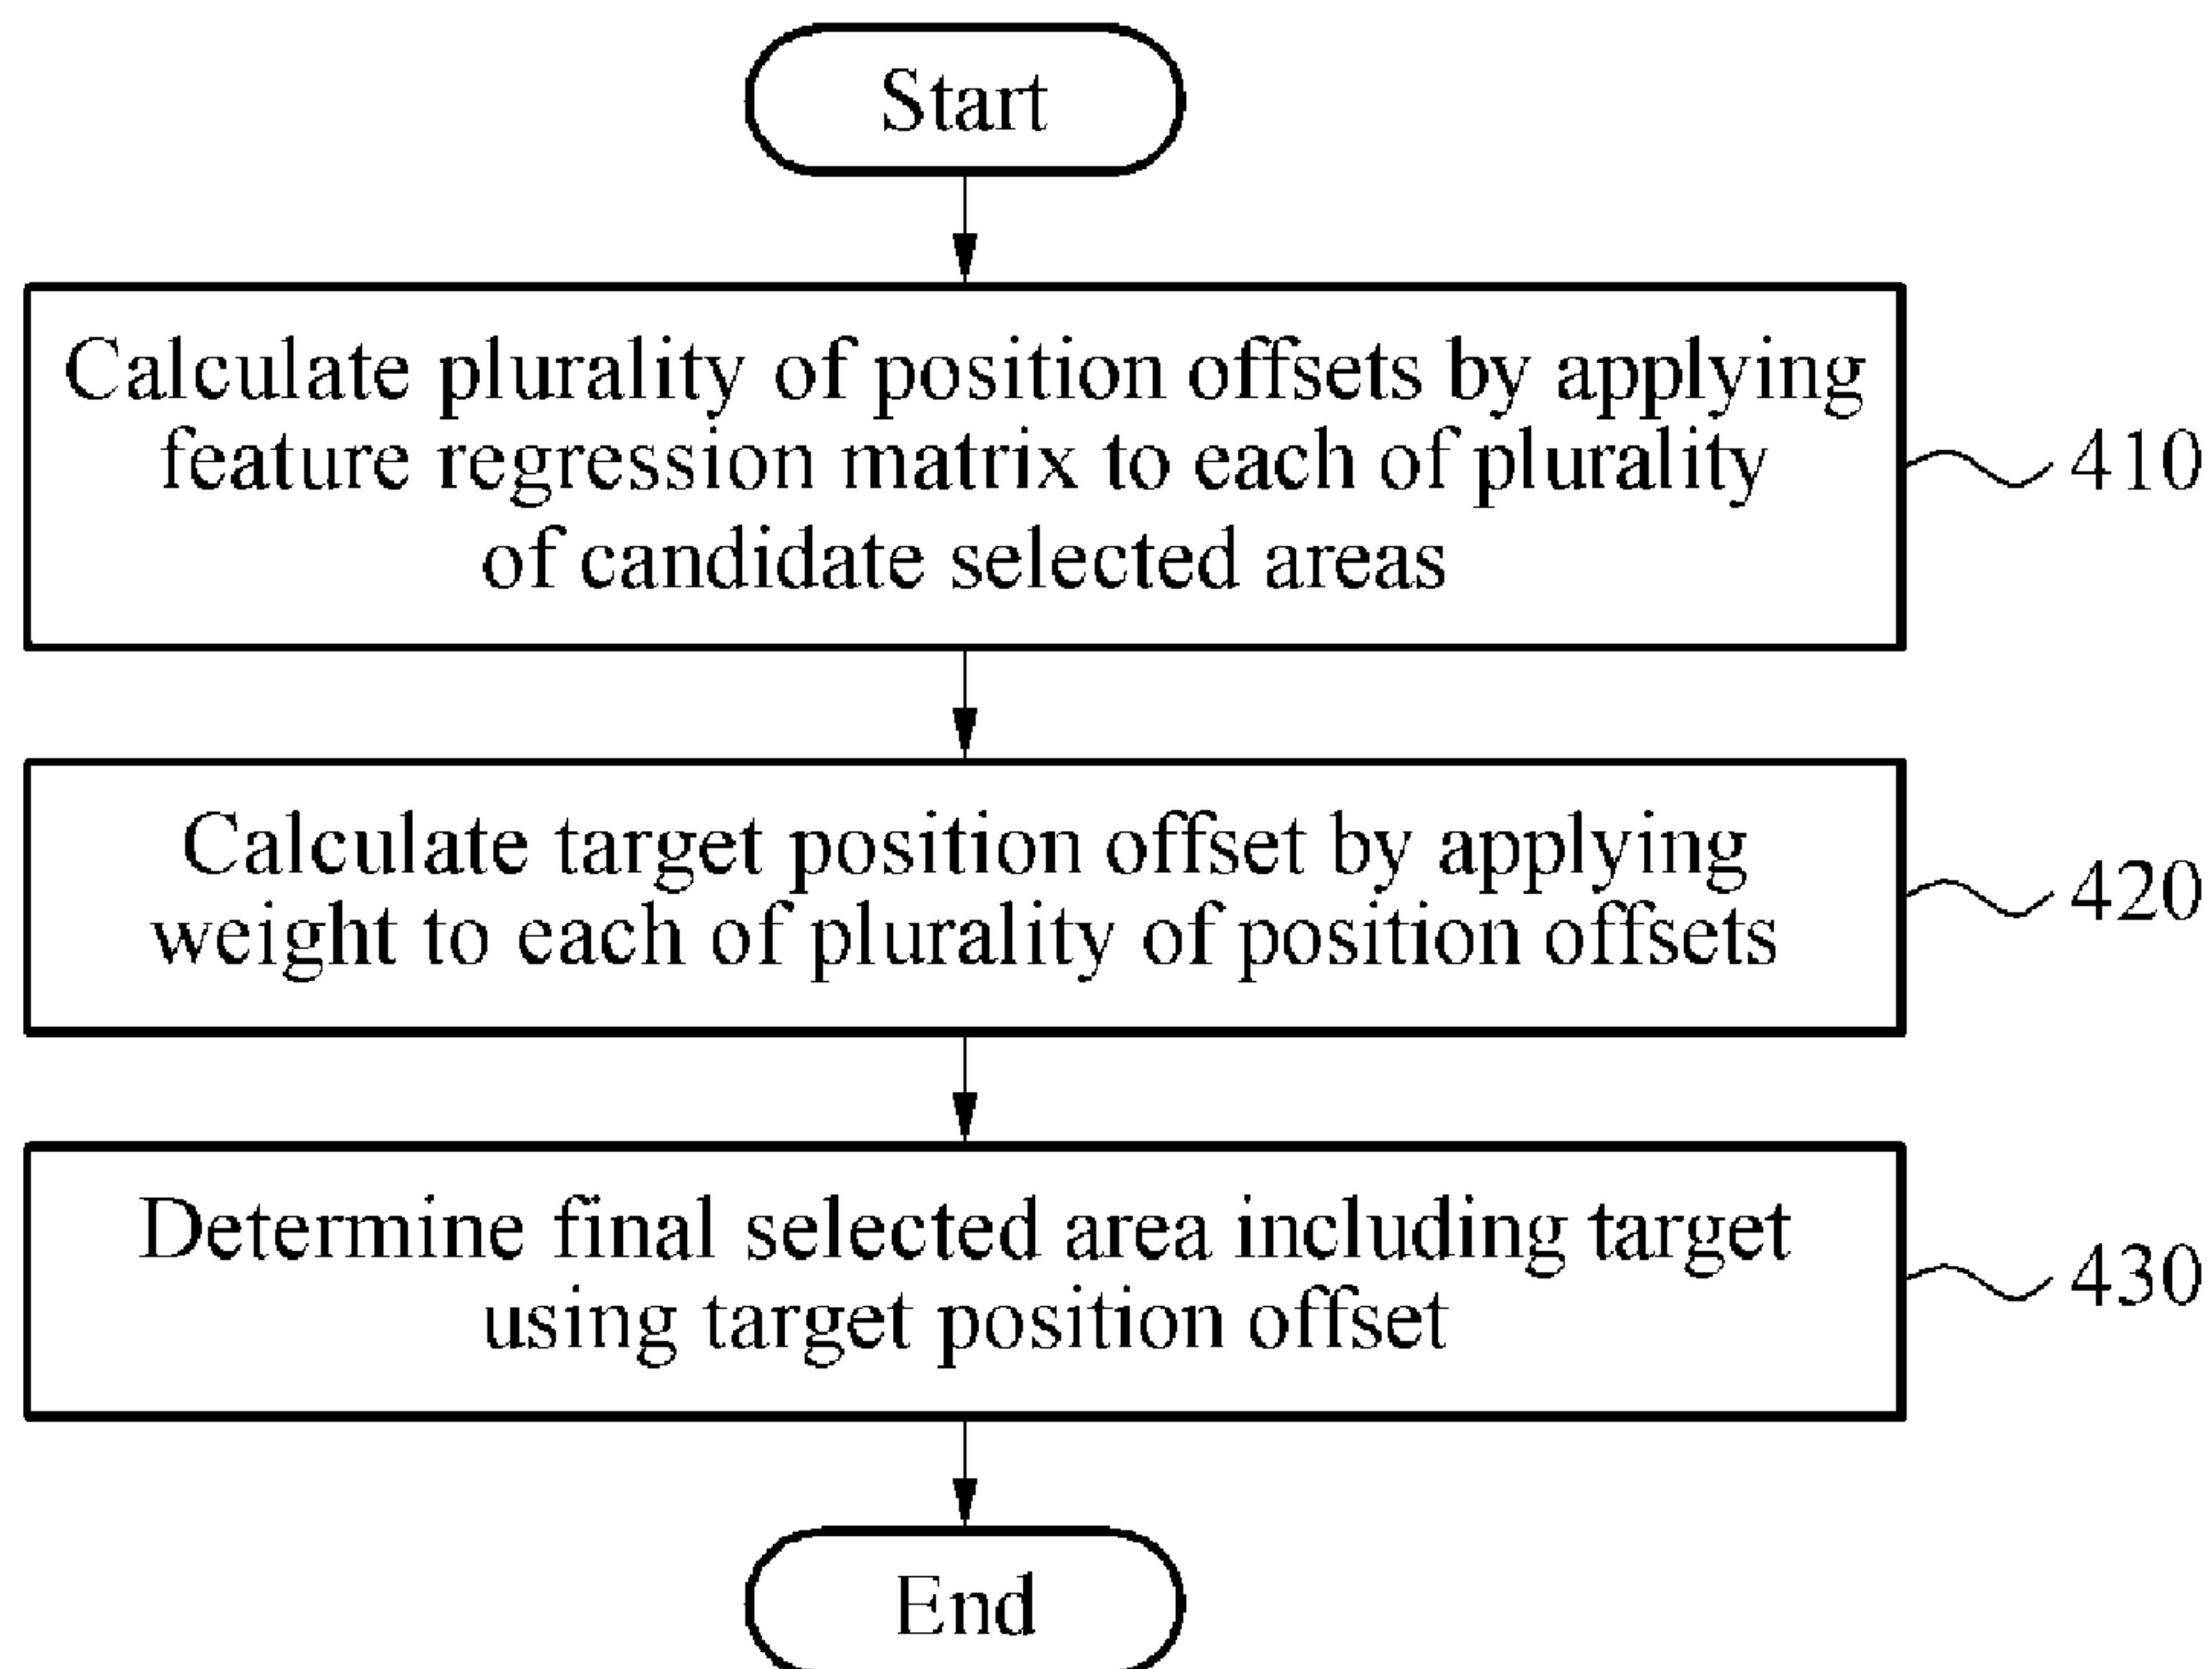 Start
Calculate plurality of position offsets by applying
feature regression matrix to each of plurality
of candidate selected areas
410
Calculate target position offset by applying
weight to each of plurality of position offsets
420
Determine final selected area including target
using target position offset
430
End